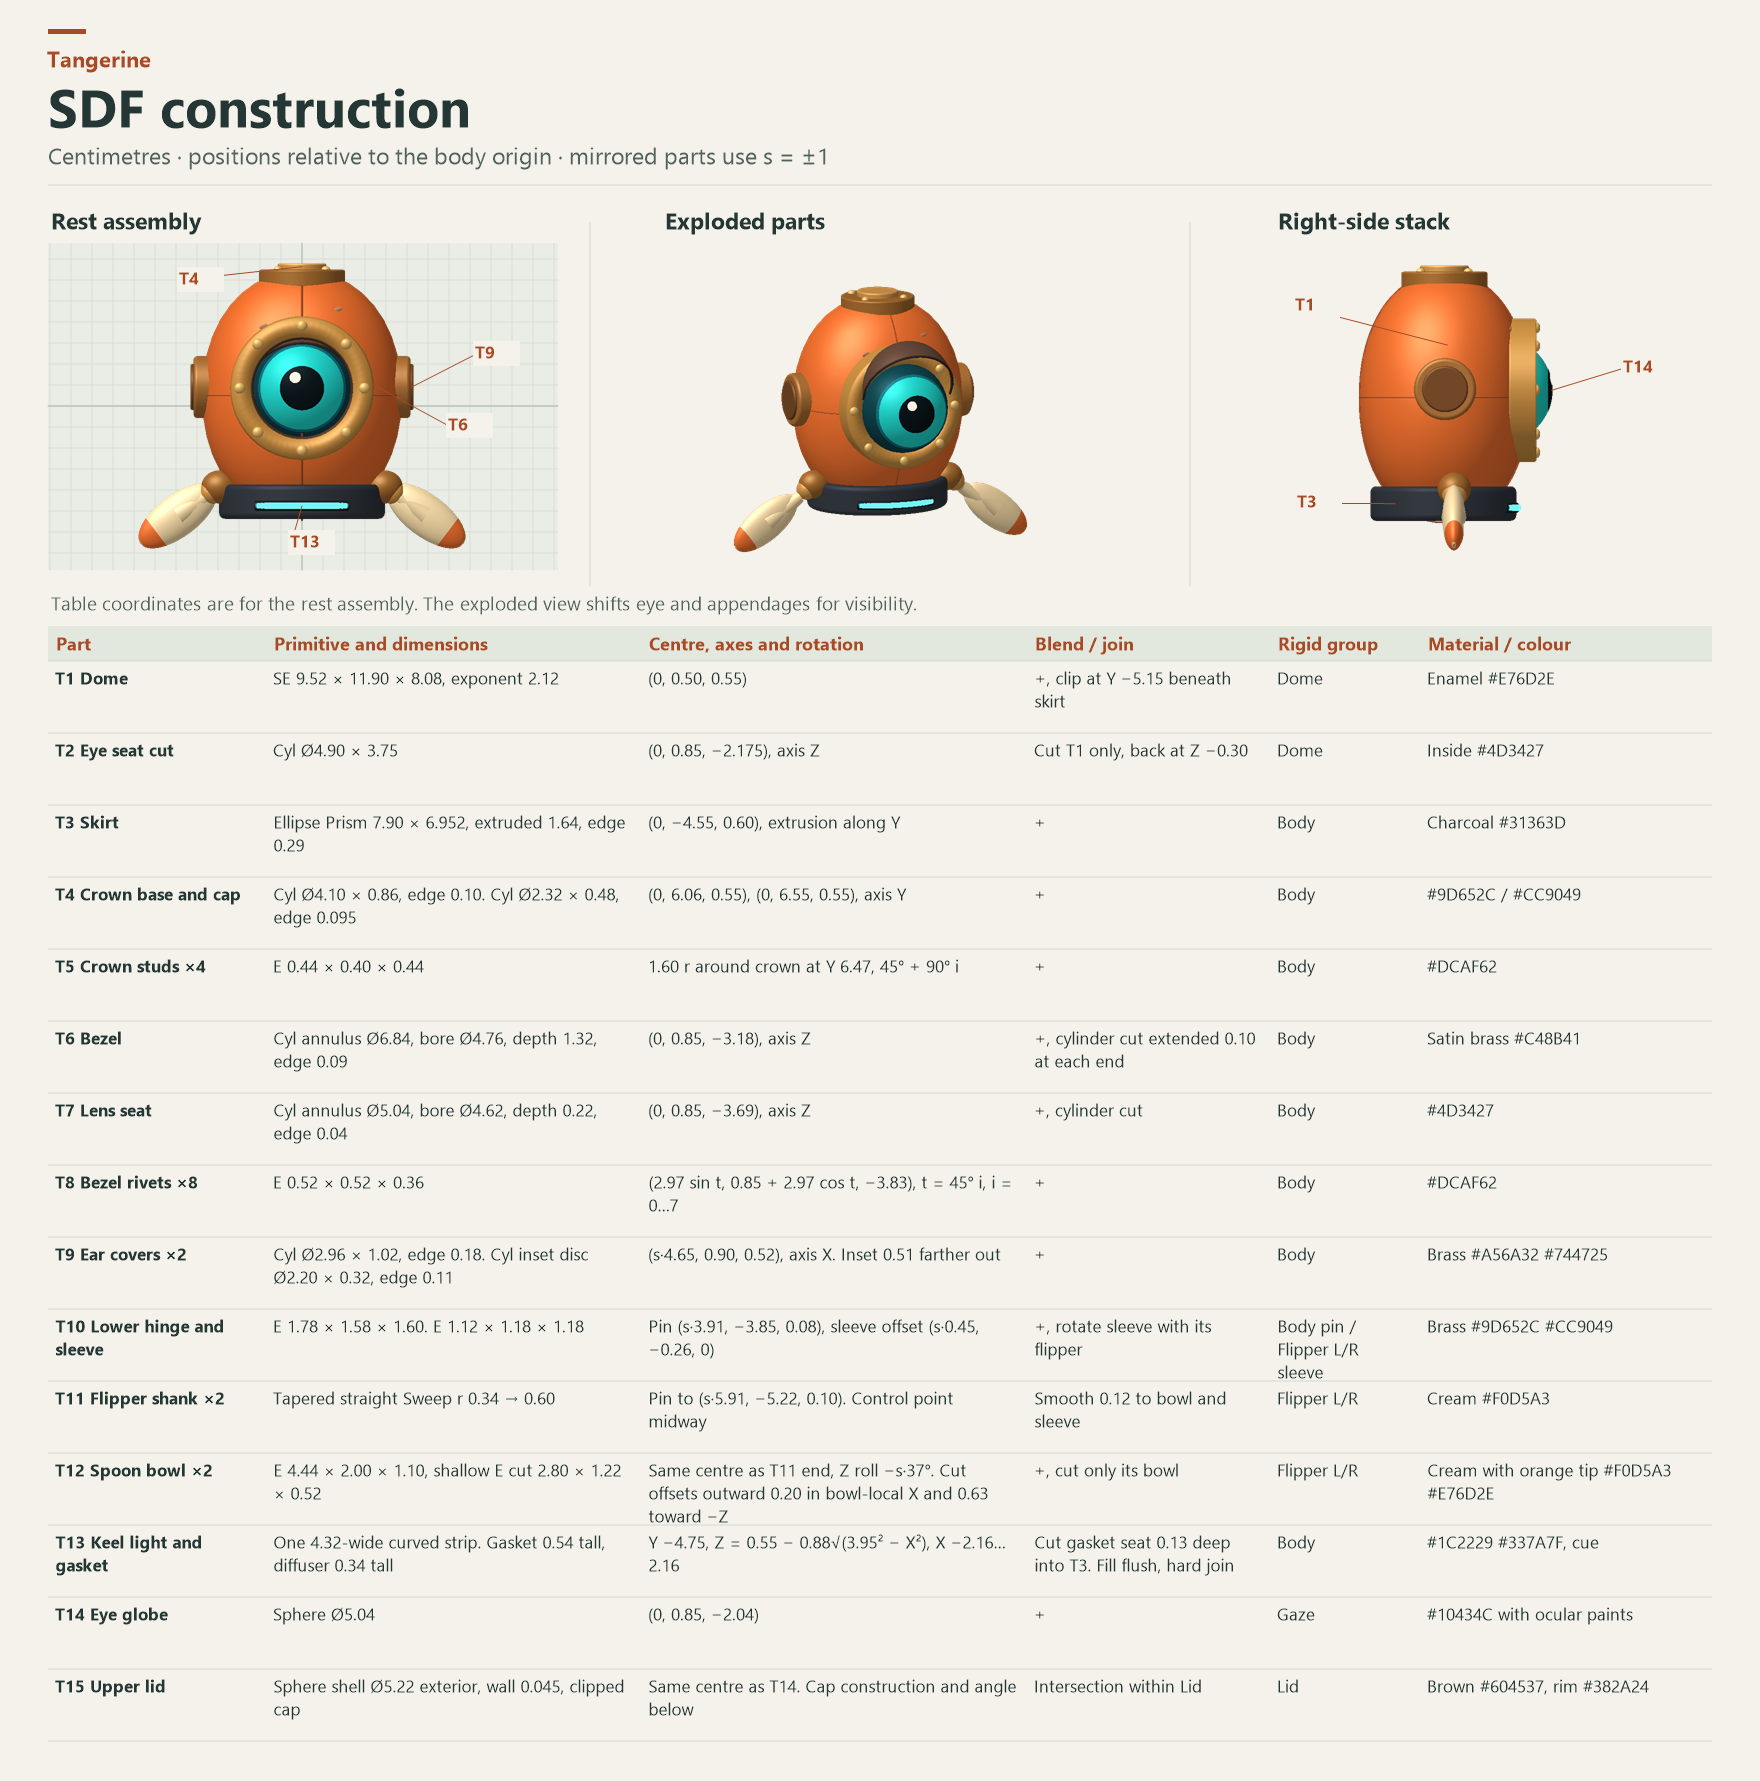 Tangerine
SDF construction
Centimetres · positions relative to the body origin · mirrored parts use s = ±1
Rest assembly
Exploded parts
Right-side stack
T4
T9
T6
T13
T1
T14
T3
Table coordinates are for the rest assembly. The exploded view shifts eye and appendages for visibility.
Part Primitive and dimensions Centre, axes and rotation Blend / join Rigid group Material / colour
T1 Dome SE 9.52 × 11.90 × 8.08, exponent 2.12 (0, 0.50, 0.55) +, clip at Y −5.15 beneath Dome Enamel #E76D2E
skirt
T2 Eye seat cut Cyl Ø4.90 × 3.75 (0, 0.85, −2.175), axis Z Cut T1 only, back at Z −0.30 Dome Inside #4D3427
T3 Skirt Ellipse Prism 7.90 × 6.952, extruded 1.64, edge (0, −4.55, 0.60), extrusion along Y + Body Charcoal #31363D
0.29
T4 Crown base and cap Cyl Ø4.10 × 0.86, edge 0.10. Cyl Ø2.32 × 0.48, (0, 6.06, 0.55), (0, 6.55, 0.55), axis Y + Body #9D652C / #CC9049
edge 0.095
T5 Crown studs ×4 E 0.44 × 0.40 × 0.44 1.60 r around crown at Y 6.47, 45° + 90° i + Body #DCAF62
T6 Bezel Cyl annulus Ø6.84, bore Ø4.76, depth 1.32, (0, 0.85, −3.18), axis Z +, cylinder cut extended 0.10 Body Satin brass #C48B41
edge 0.09 at each end
T7 Lens seat Cyl annulus Ø5.04, bore Ø4.62, depth 0.22, (0, 0.85, −3.69), axis Z +, cylinder cut Body #4D3427
edge 0.04
T8 Bezel rivets ×8 E 0.52 × 0.52 × 0.36 (2.97 sin t, 0.85 + 2.97 cos t, −3.83), t = 45° i, i = + Body #DCAF62
0…7
T9 Ear covers ×2 Cyl Ø2.96 × 1.02, edge 0.18. Cyl inset disc (s·4.65, 0.90, 0.52), axis X. Inset 0.51 farther out + Body Brass #A56A32 #744725
Ø2.20 × 0.32, edge 0.11
T10 Lower hinge and E 1.78 × 1.58 × 1.60. E 1.12 × 1.18 × 1.18 Pin (s·3.91, −3.85, 0.08), sleeve offset (s·0.45, +, rotate sleeve with its Body pin / Brass #9D652C #CC9049
sleeve −0.26, 0) flipper Flipper L/R
sleeve
T11 Flipper shank ×2 Tapered straight Sweep r 0.34 → 0.60 Pin to (s·5.91, −5.22, 0.10). Control point Smooth 0.12 to bowl and Flipper L/R Cream #F0D5A3
midway sleeve
T12 Spoon bowl ×2 E 4.44 × 2.00 × 1.10, shallow E cut 2.80 × 1.22 Same centre as T11 end, Z roll −s·37°. Cut +, cut only its bowl Flipper L/R Cream with orange tip #F0D5A3
× 0.52 offsets outward 0.20 in bowl-local X and 0.63 #E76D2E
toward −Z
T13 Keel light and One 4.32-wide curved strip. Gasket 0.54 tall, Y −4.75, Z = 0.55 − 0.88√(3.95² − X²), X −2.16… Cut gasket seat 0.13 deep Body #1C2229 #337A7F, cue
gasket diffuser 0.34 tall 2.16 into T3. Fill flush, hard join
T14 Eye globe Sphere Ø5.04 (0, 0.85, −2.04) + Gaze #10434C with ocular paints
T15 Upper lid Sphere shell Ø5.22 exterior, wall 0.045, clipped Same centre as T14. Cap construction and angle Intersection within Lid Lid Brown #604537, rim #382A24
cap below